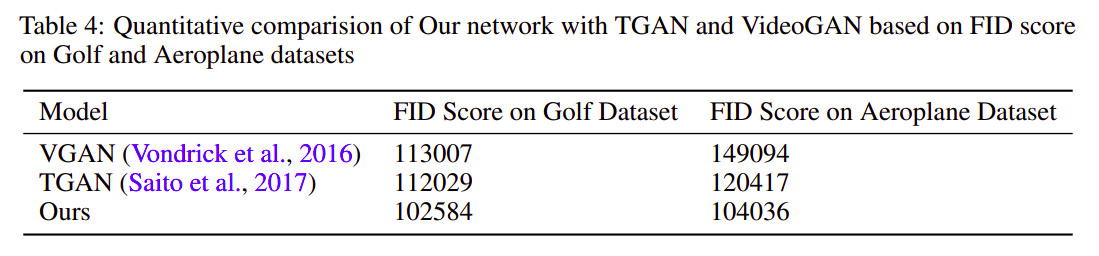 Table 4: Quantitative comparision of Our network with TGAN and VideoGAN based on FID score
on Golf and Aeroplane datasets
Model FID Score on Golf Dataset FID Score on Aeroplane Dataset
VGAN (Vondrick et al., 2016) 113007 149094
TGAN (Saito et al., 2017) 112029 120417
Ours 102584 104036